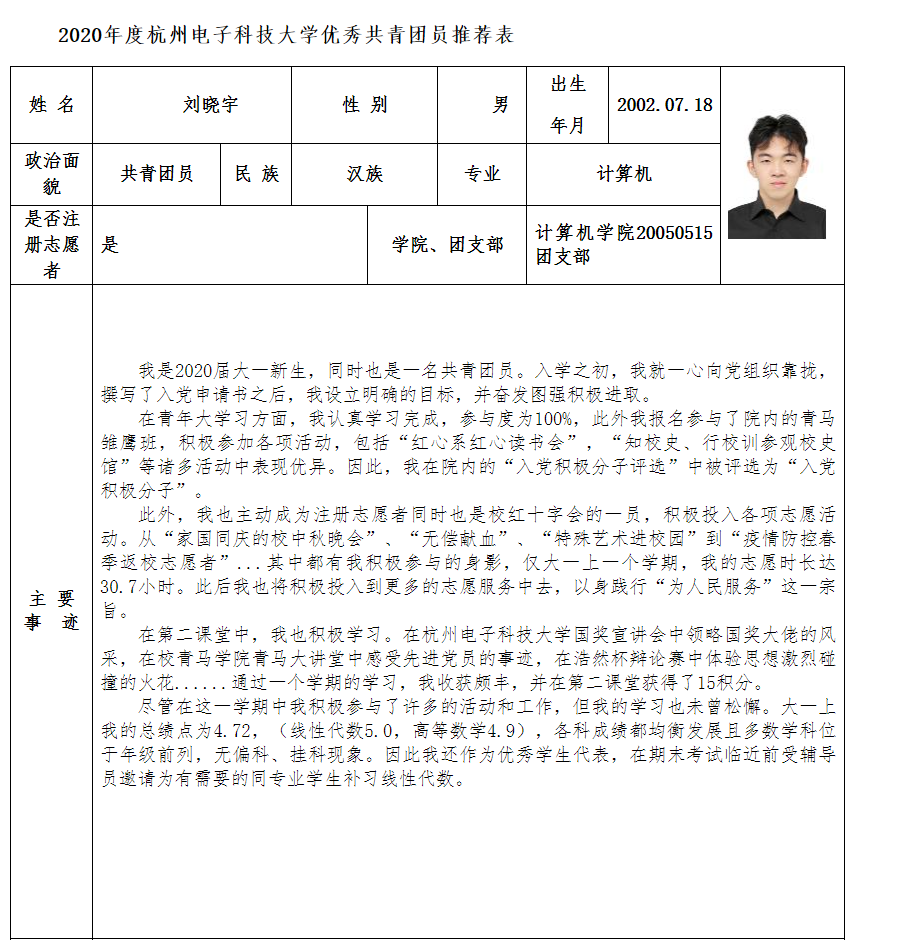 2020年度杭州电子科技大学优秀共青团员推荐表
姓 名
刘晓宇
性 别
男
出生
年月
2002.07.18
政治面
貌
共青团员
民 族
汉族
专业
计算机
是否注
册志愿
者
是
学院、团支部
计算机学院20050515
团支部
主 要
事 迹
我是2020届大一新生，同时也是一名共青团员。入学之初，我就一心向党组织靠拢，
撰写了入党申请书之后，我设立明确的目标，并奋发图强积极进取。
在青年大学习方面，我认真学习完成，参与度为100%，此外我报名参与了院内的青马
雏鹰班，积极参加各项活动，包括“红心系红心读书会”，“知校史、行校训参观校史
馆”等诸多活动中表现优异。因此，我在院内的“入党积极分子评选”中被评选为“入党
积极分子”。
此外，我也主动成为注册志愿者同时也是校红十字会的一员，积极投入各项志愿活
动。从“家国同庆的校中秋晚会”、“无偿献血”、“特殊艺术进校园”到“疫情防控春
季返校志愿者”...其中都有我积极参与的身影，仅大一上一个学期，我的志愿时长达
30.7小时。此后我也将积极投入到更多的志愿服务中去，以身践行“为人民服务”这一宗
旨。
在第二课堂中，我也积极学习。在杭州电子科技大学国奖宣讲会中领略国奖大佬的风
采，在校青马学院青马大讲堂中感受先进党员的事迹，在浩然杯辩论赛中体验思想激烈碰
撞的火花......通过一个学期的学习，我收获颇丰，并在第二课堂获得了15积分。
尽管在这一学期中我积极参与了许多的活动和工作，但我的学习也未曾松懈。大一上
我的总绩点为4.72，（线性代数5.0，高等数学4.9），各科成绩都均衡发展且多数学科位
于年级前列，无偏科、挂科现象。因此我还作为优秀学生代表，在期末考试临近前受辅导
员邀请为有需要的同专业学生补习线性代数。